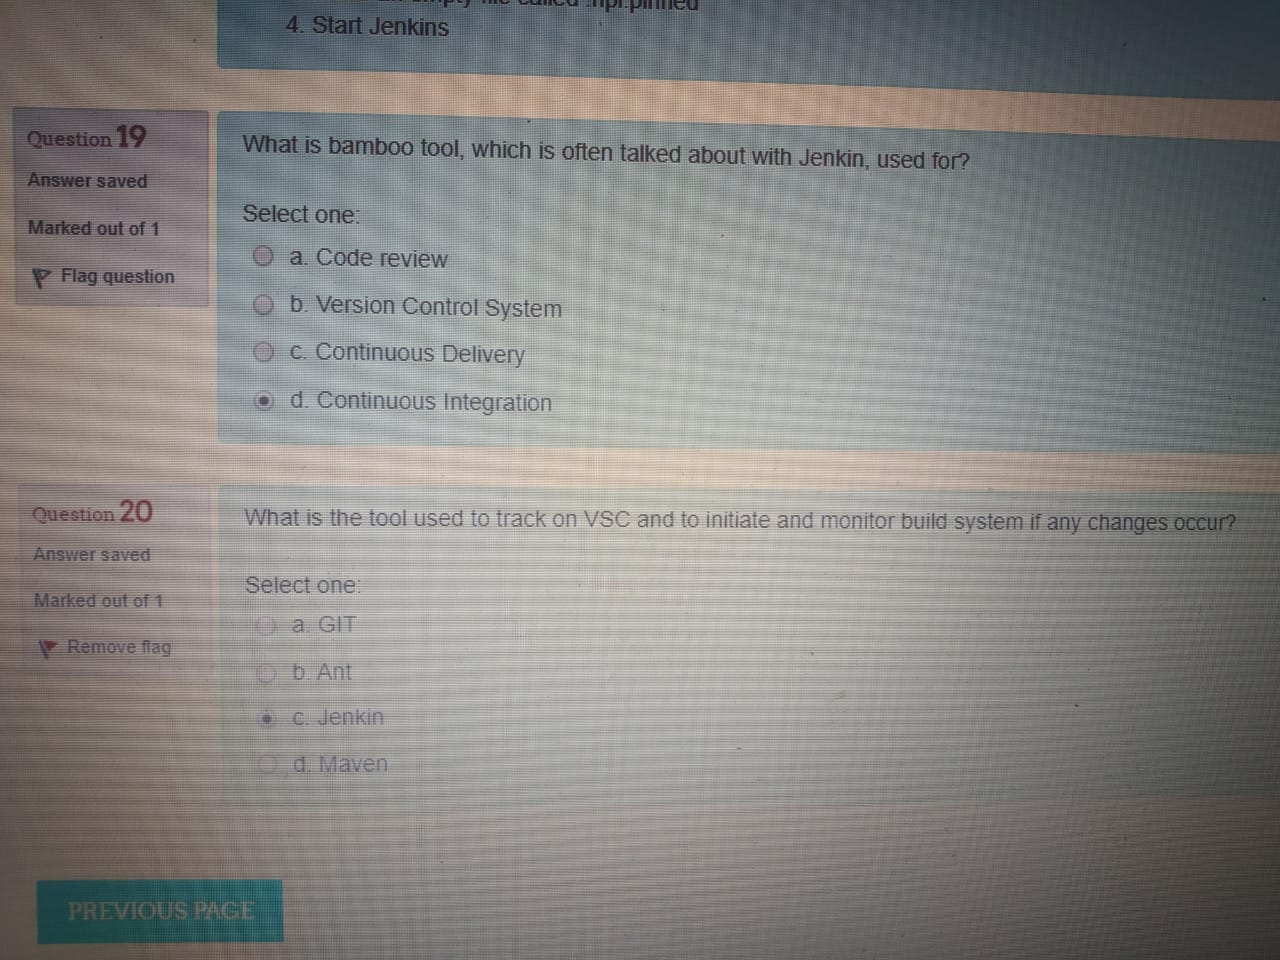 called .hpi.pinned
4. Start Jenkins
Question 19
Answer saved
Marked out of 1
Flag question
What is bamboo tool, which is often talked about with Jenkin, used for?
Select one:
a. Code review
b. Version Control System
c. Continuous Delivery
d. Continuous Integration
Question 20
Answer saved
Marked out of 1
Remove flag
What is the tool used to track on VSC and to initiate and monitor build system if any changes occur?
Select one:
a. GIT
b. Ant
c. Jenkin
d. Maven
PREVIOUS PAGE